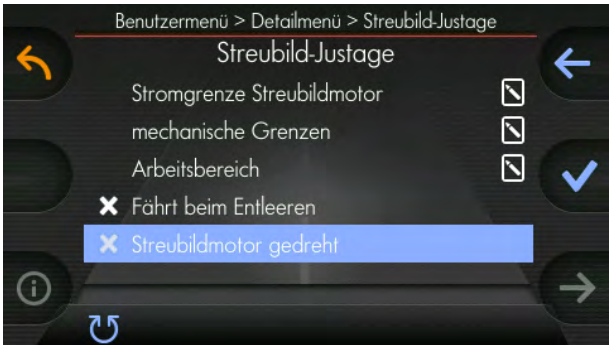 Benutzermenü > Detailmenü > Streubild-Justage
Streubild-Justage
Stromgrenze Streubildmotor
mechanische Grenzen
Arbeitsbereich
Fährt beim Entleeren
Streubildmotor gedreht